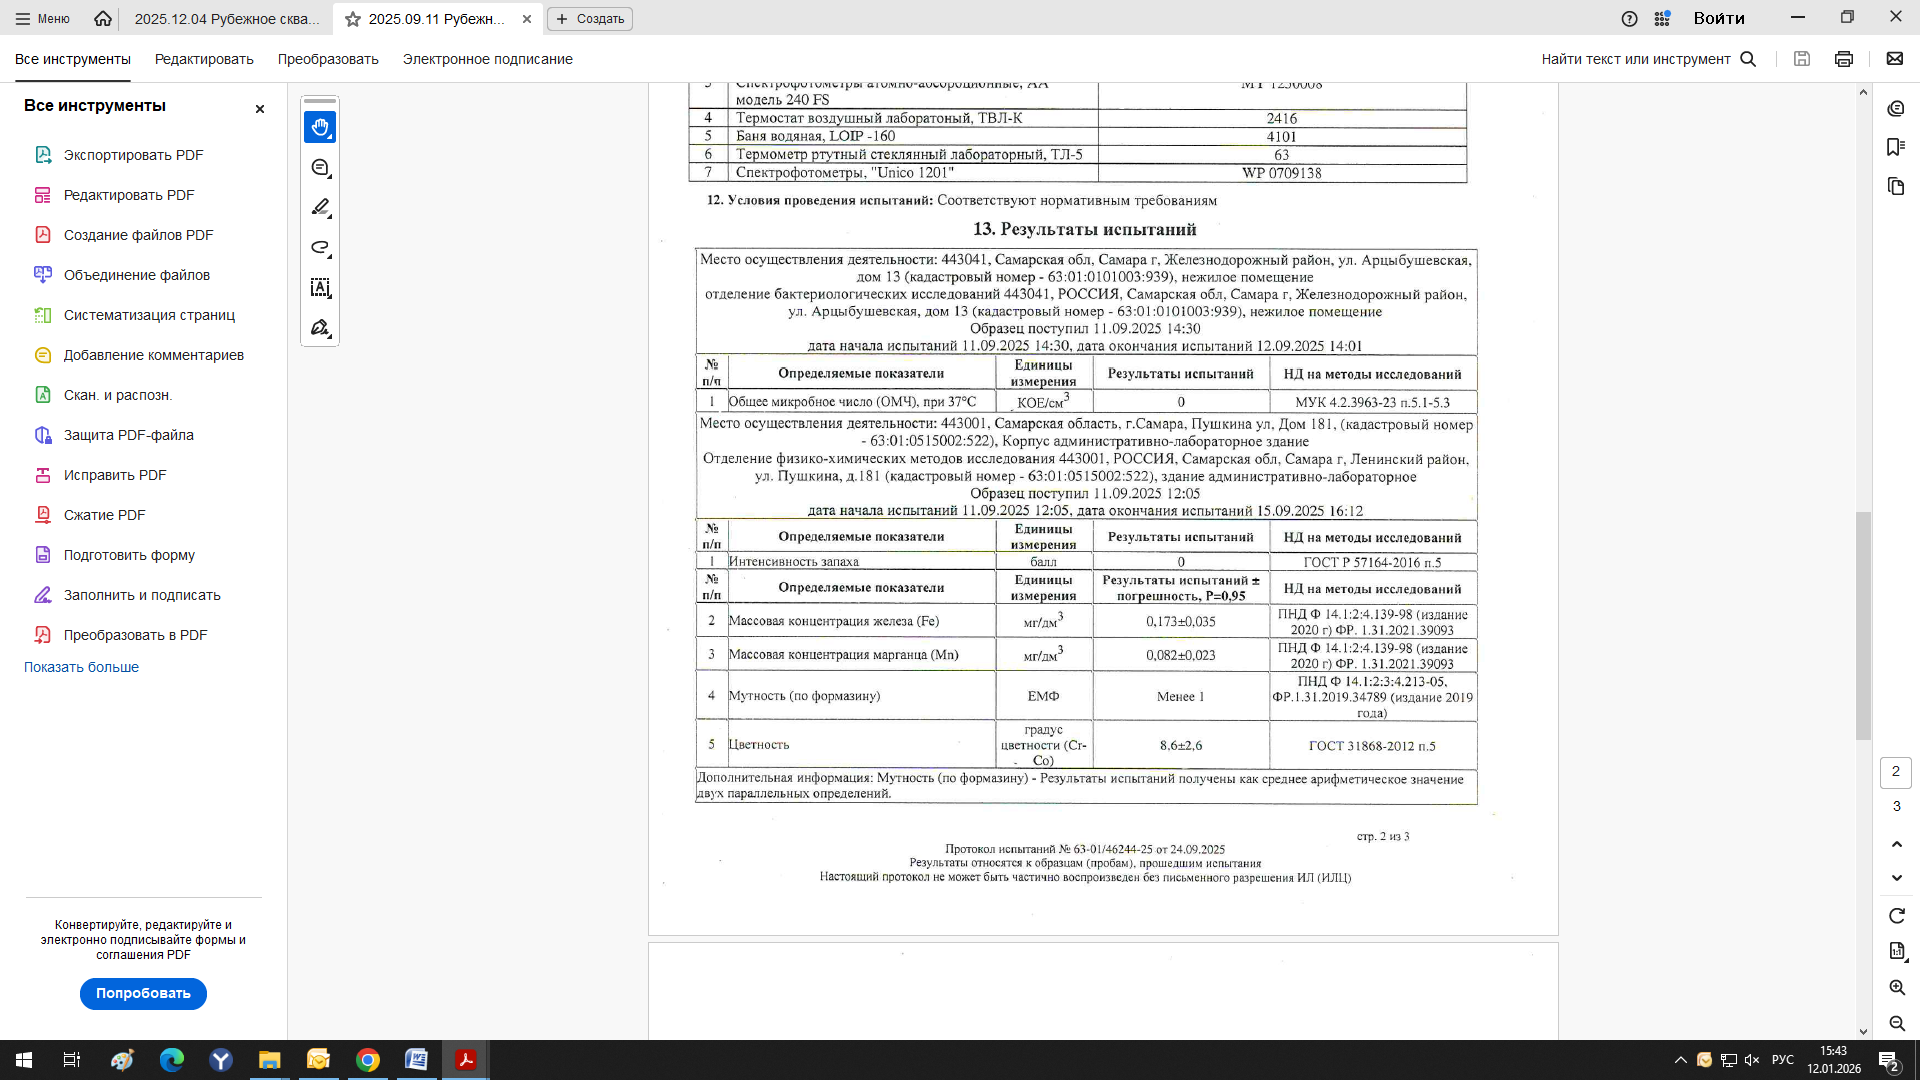 Меню
2025.12.04 Рубежное сква...
2025.09.11 Рубежн...
Создать
Войти
Все инструменты
Редактировать
Преобразовать
Электронное подписание
Найти текст или инструмент
Все инструменты
Экспортировать PDF
Редактировать PDF
Создание файлов PDF
Объединение файлов
Систематизация страниц
Добавление комментариев
Скан. и распозн.
Защита PDF-файла
Исправить PDF
Сжатие PDF
Подготовить форму
Заполнить и подписать
Преобразовать в PDF
Показать больше
Конвертируйте, редактируйте и
электронно подписывайте формы и
соглашения PDF
Попробовать
3 Спектрофотометры атомно-абсорбционные, АА МУ 1250008
модель 240 FS
4 Термостат воздушный лаборатоный, ТВЛ-К 2416
5 Баня водяная, LOIP -160 4101
6 Термометр ртутный стеклянный лабораторный, ТЛ-5 63
7 Спектрофотометры, "Unico 1201" WP 0709138
12. Условия проведения испытаний: Соответствуют нормативным требованиям
13. Результаты испытаний
Место осуществления деятельности: 443041, Самарская обл, Самара г, Железнодорожный район, ул. Арцыбушевская,
дом 13 (кадастровый номер - 63:01:0101003:939), нежилое помещение
отделение бактериологических исследований 443041, РОССИЯ, Самарская обл, Самара г, Железнодорожный район,
ул. Арцыбушевская, дом 13 (кадастровый номер - 63:01:0101003:939), нежилое помещение
Образец поступил 11.09.2025 14:30
дата начала испытаний 11.09.2025 14:30, дата окончания испытаний 12.09.2025 14:01
№ п/п Определяемые показатели Единицы измерения Результаты испытаний НД на методы исследований
1 Общее микробное число (ОМЧ), при 37°С КОЕ/см3 0 МУК 4.2.3963-23 п.5.1-5.3
Место осуществления деятельности: 443001, Самарская область, г.Самара, Пушкина ул, Дом 181, (кадастровый номер
- 63:01:0515002:522), Корпус административно-лабораторное здание
Отделение физико-химических методов исследования 443001, РОССИЯ, Самарская обл, Самара г, Ленинский район,
ул. Пушкина, д.181 (кадастровый номер - 63:01:0515002:522), здание административно-лабораторное
Образец поступил 11.09.2025 12:05
дата начала испытаний 11.09.2025 12:05, дата окончания испытаний 15.09.2025 16:12
№ п/п Определяемые показатели Единицы измерения Результаты испытаний НД на методы исследований
1 Интенсивность запаха балл 0 ГОСТ Р 57164-2016 п.5
№ п/п Определяемые показатели Единицы измерения Результаты испытаний ± погрешность, P=0,95 НД на методы исследований
2 Массовая концентрация железа (Fe) мг/дм3 0,173±0,035 ПНД Ф 14.1:2:4.139-98 (издание
2020 г) ФР. 1.31.2021.39093
3 Массовая концентрация марганца (Mn) мг/дм3 0,082±0,023 ПНД Ф 14.1:2:4.139-98 (издание
2020 г) ФР. 1.31.2021.39093
4 Мутность (по формазину) ЕМФ Менее 1 ПНД Ф 14.1:2:3:4.213-05,
ФР.1.31.2019.34789 (издание 2019
года)
5 Цветность градус цветности (Cr-Co) 8,6±2,6 ГОСТ 31868-2012 п.5
Дополнительная информация: Мутность (по формазину) - Результаты испытаний получены как среднее арифметическое значение
двух параллельных определений.
стр. 2 из 3
Протокол испытаний № 63-01/46244-25 от 24.09.2025
Результаты относятся к образцам (пробам), прошедшим испытания
Настоящий протокол не может быть частично воспроизведен без письменного разрешения ИЛ (ИЛЦ)
2
3
РУС
15:43
12.01.2026
2